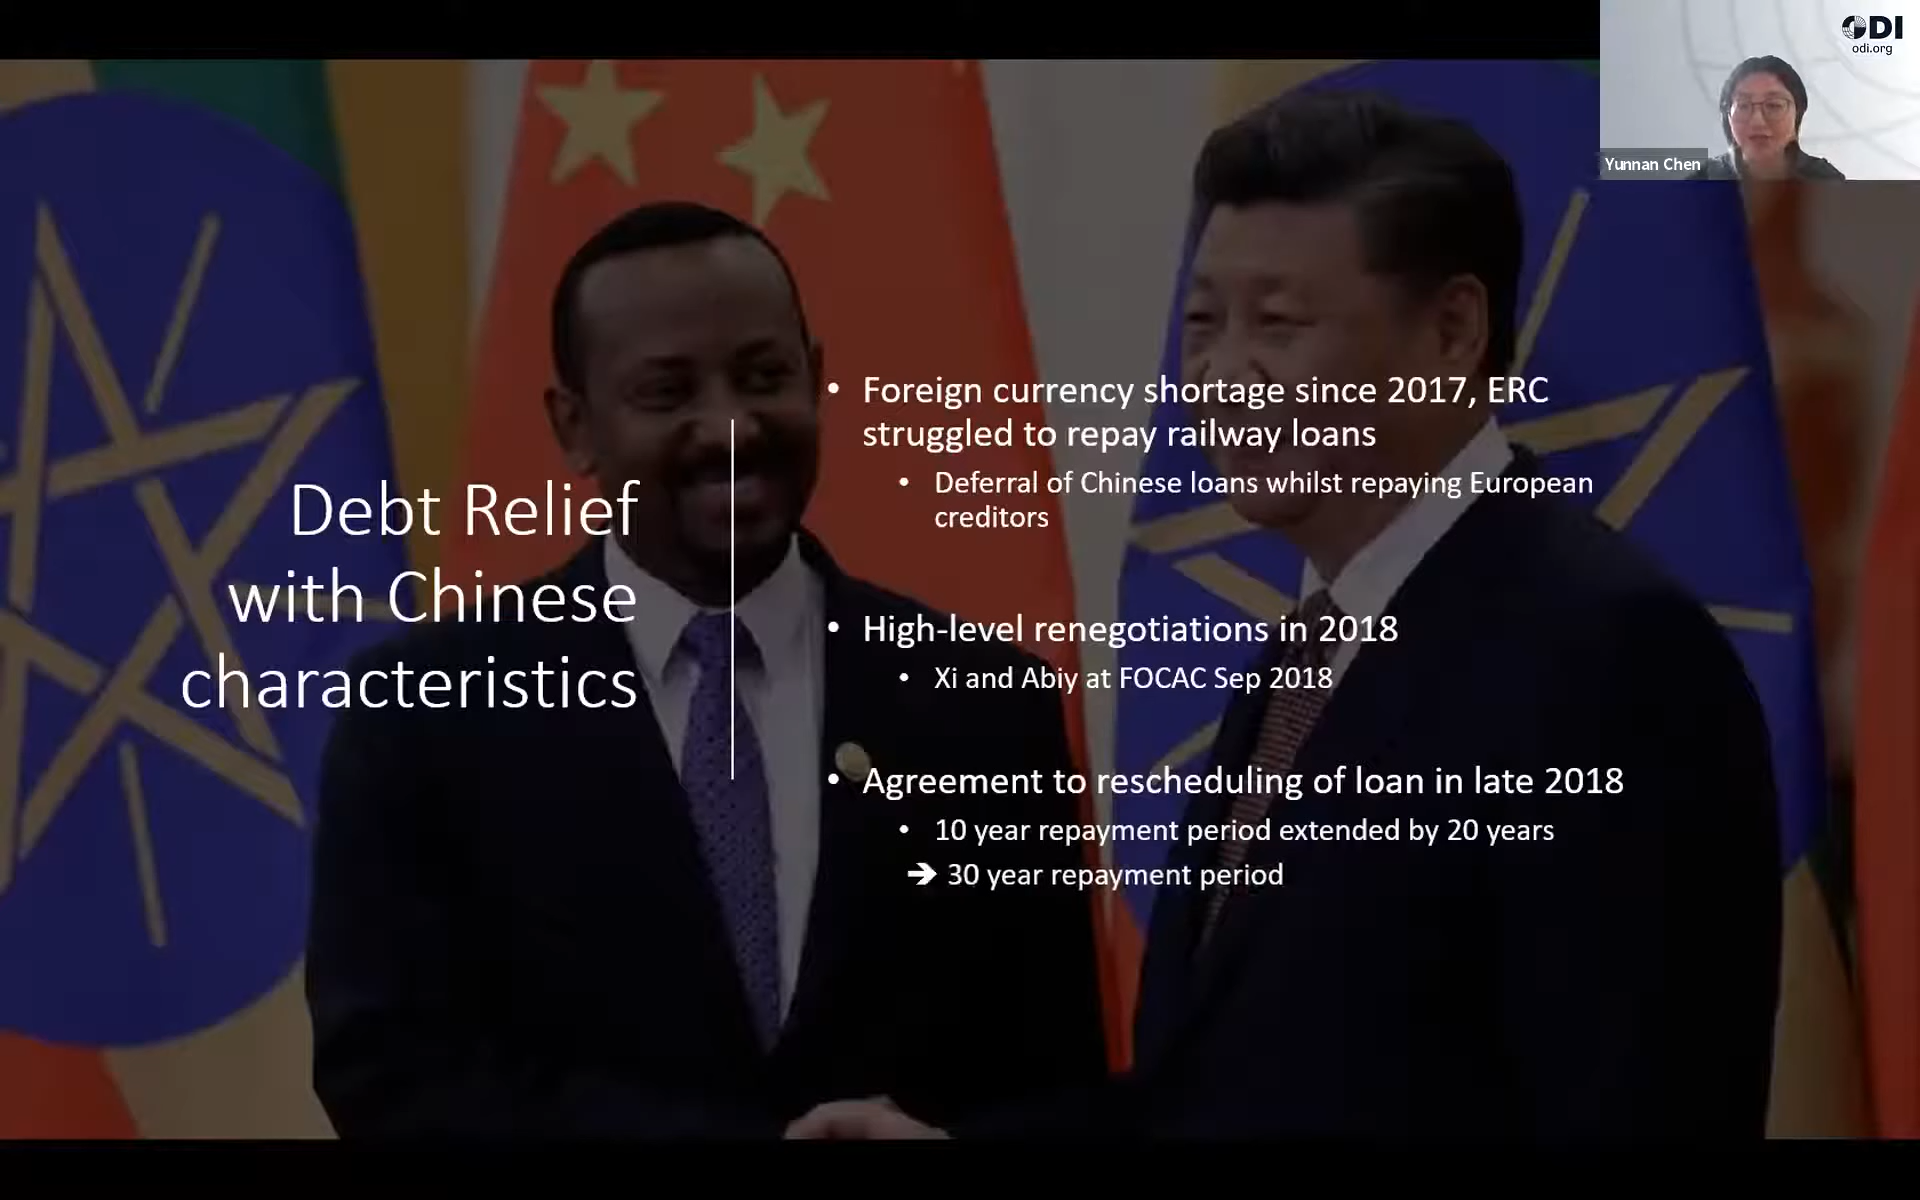 ODI
odi.org
Yunnan Chen
Debt Relief
with Chinese
characteristics
• Foreign currency shortage since 2017, ERC
struggled to repay railway loans
• Deferral of Chinese loans whilst repaying European
creditors
• High-level renegotiations in 2018
• Xi and Abiy at FOCAC Sep 2018
• Agreement to rescheduling of loan in late 2018
• 10 year repayment period extended by 20 years
➔ 30 year repayment period